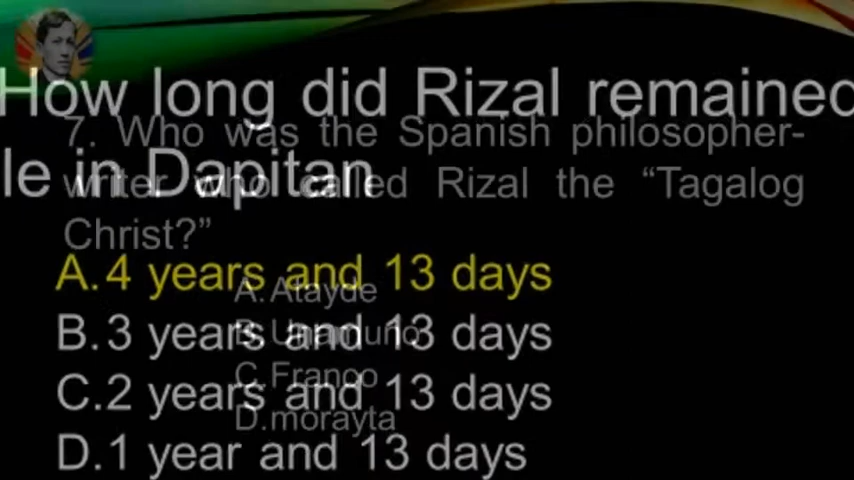 How long did Rizal remained
le in Dapitan
A. 4 years and 13 days
B. 3 years and 13 days
C. 2 years and 13 days
D. 1 year and 13 days
7. Who was the Spanish philosopher-
writer who called Rizal the “Tagalog
Christ?”
A. Atayde
B. Unamuno
C. Franco
D. morayta